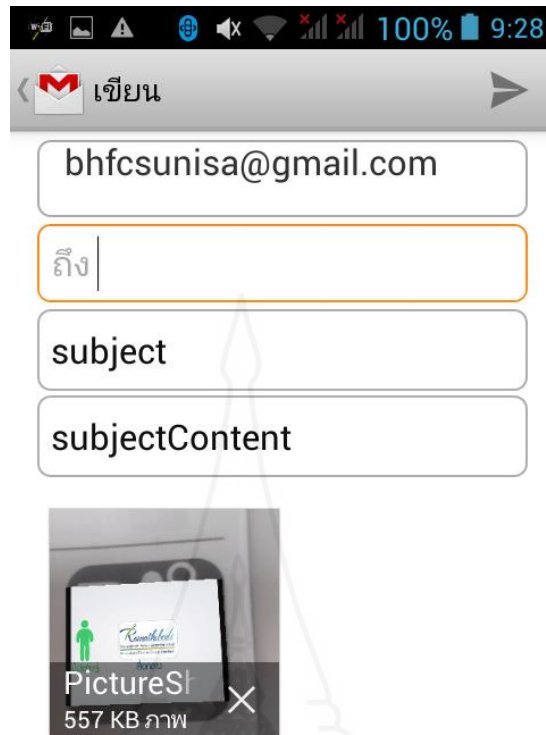 100% 9:28
เขียน
bhfcsunisa@gmail.com
ถึง
subject
subjectContent
Ramathibodi
PictureSh
557 KB ภาพ